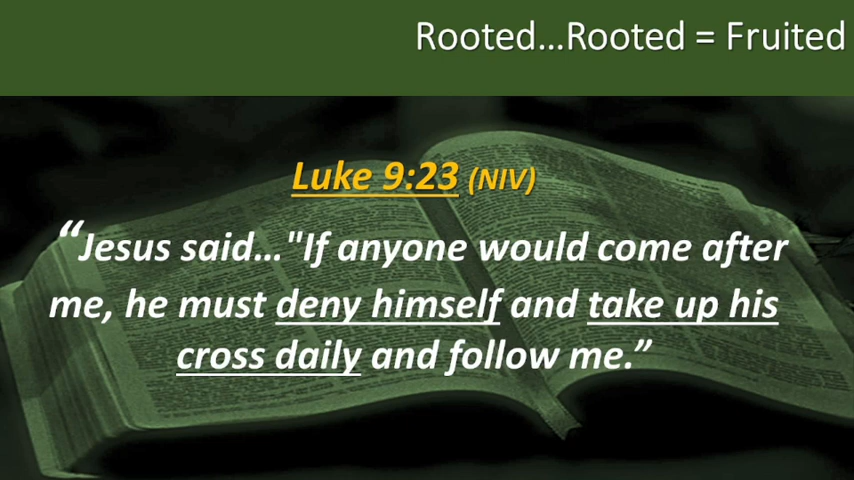 Rooted…Rooted = Fruited
Luke 9:23 (NIV)
“Jesus said…"If anyone would come after
me, he must deny himself and take up his
cross daily and follow me.”